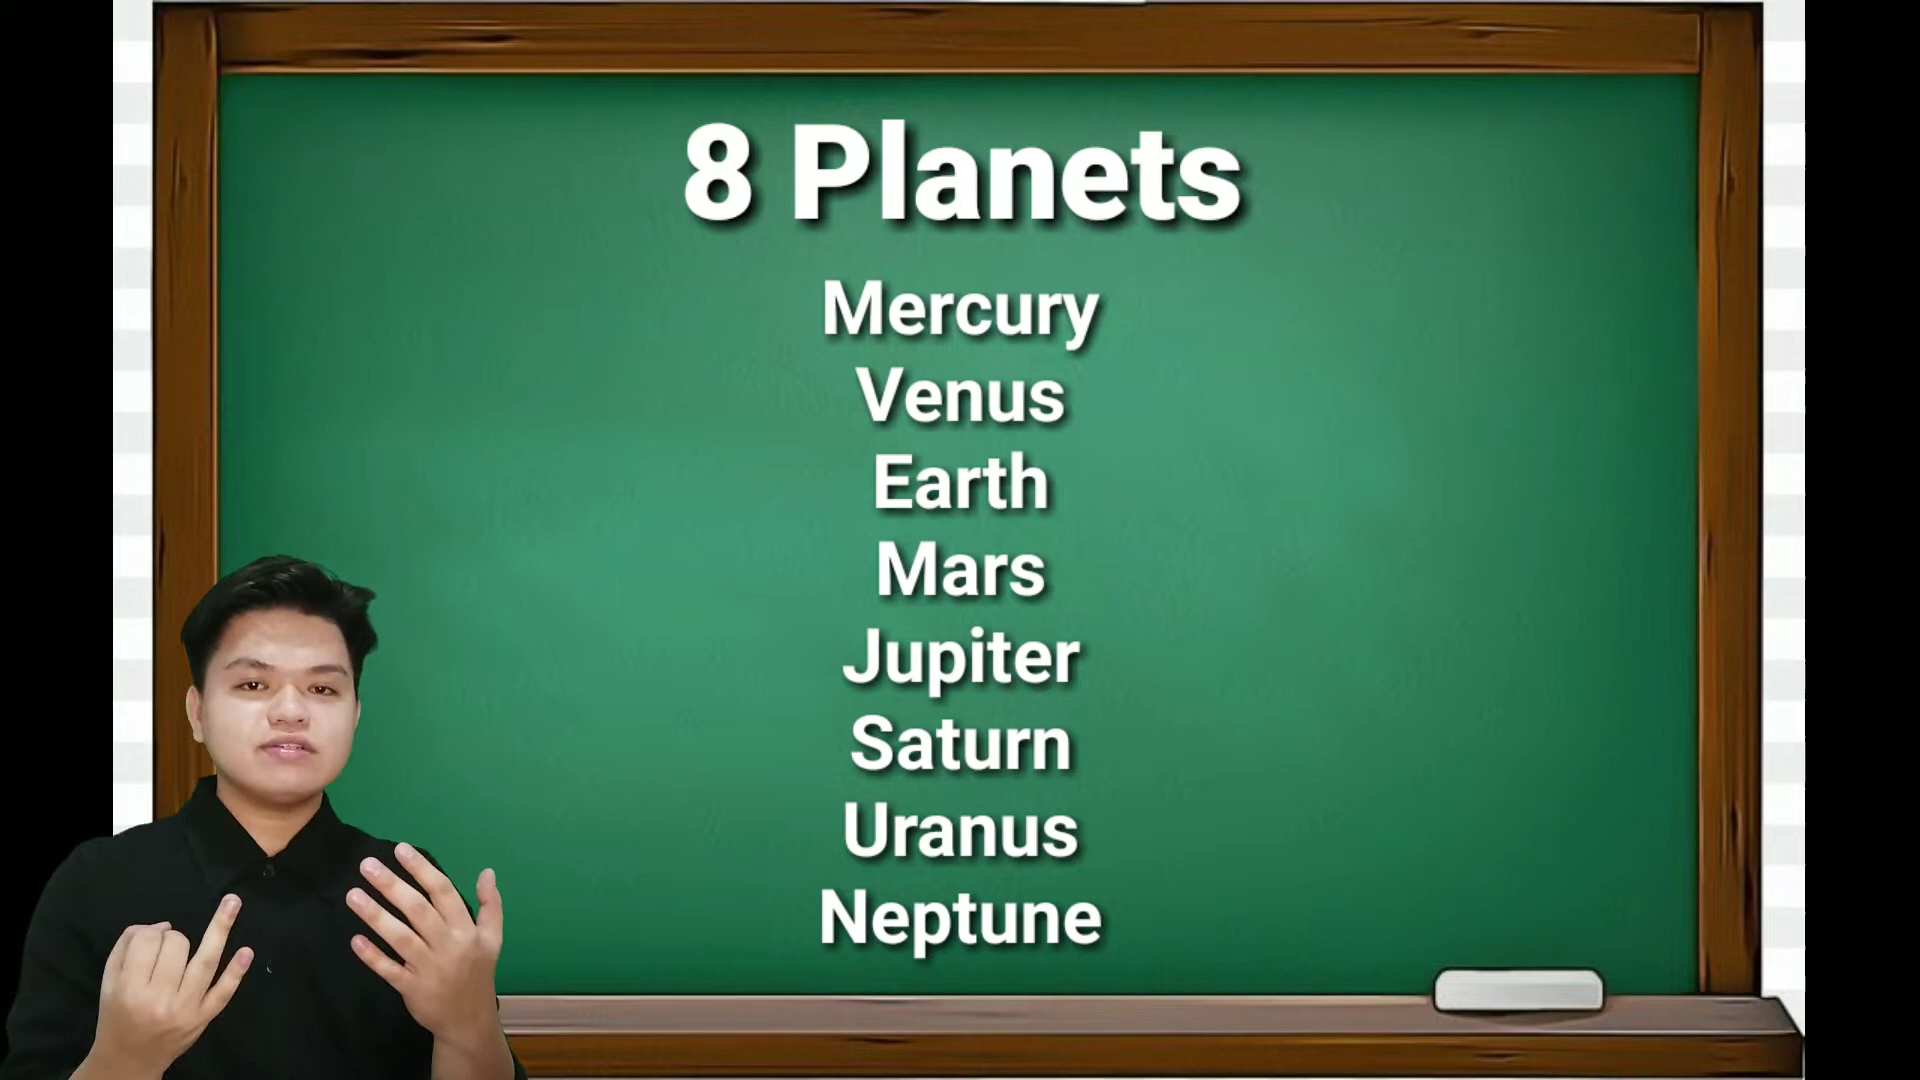 8 Planets
Mercury
Venus
Earth
Mars
Jupiter
Saturn
Uranus
Neptune